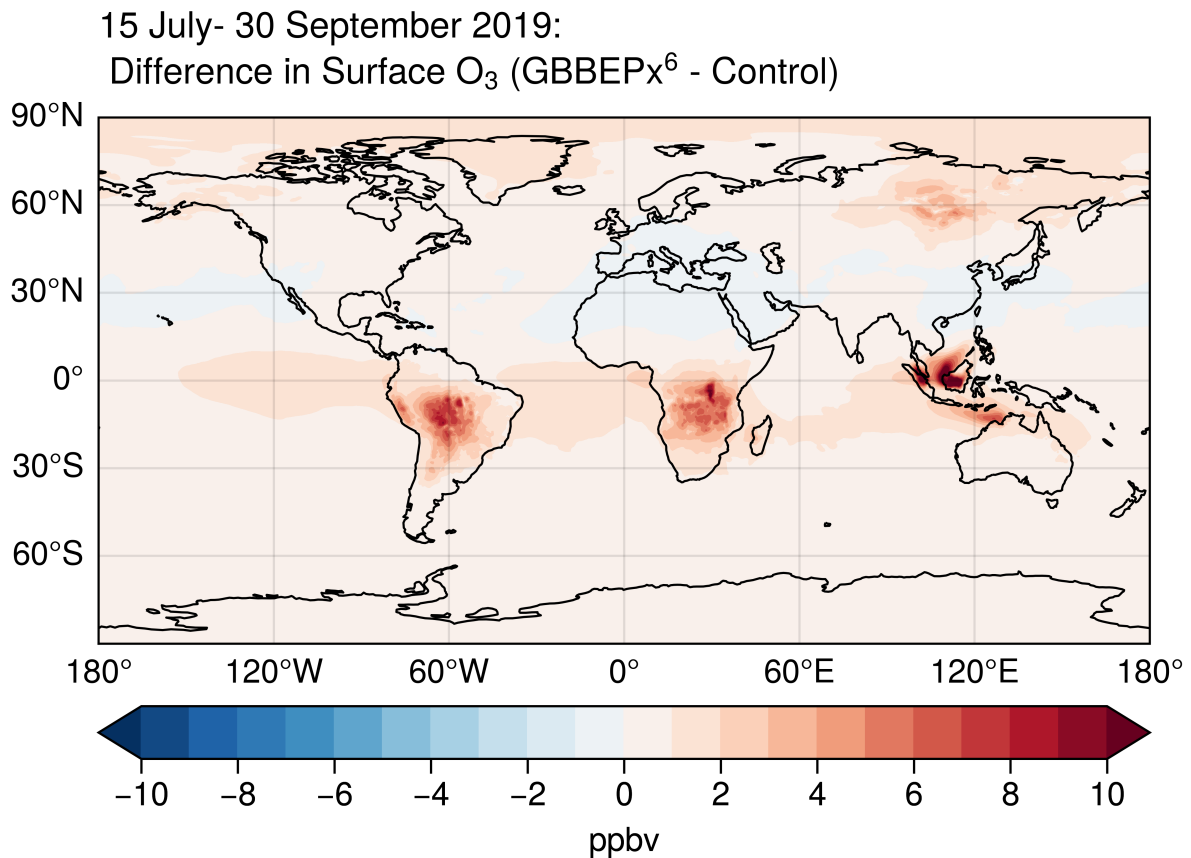 15 July- 30 September 2019:
Difference in Surface O₃ (GBBEPx⁶ - Control)
90°N
60°N
30°N
0°
30°S
60°S
180° 120°W 60°W 0° 60°E 120°E 180°
−10 −8 −6 −4 −2 0 2 4 6 8 10
ppbv